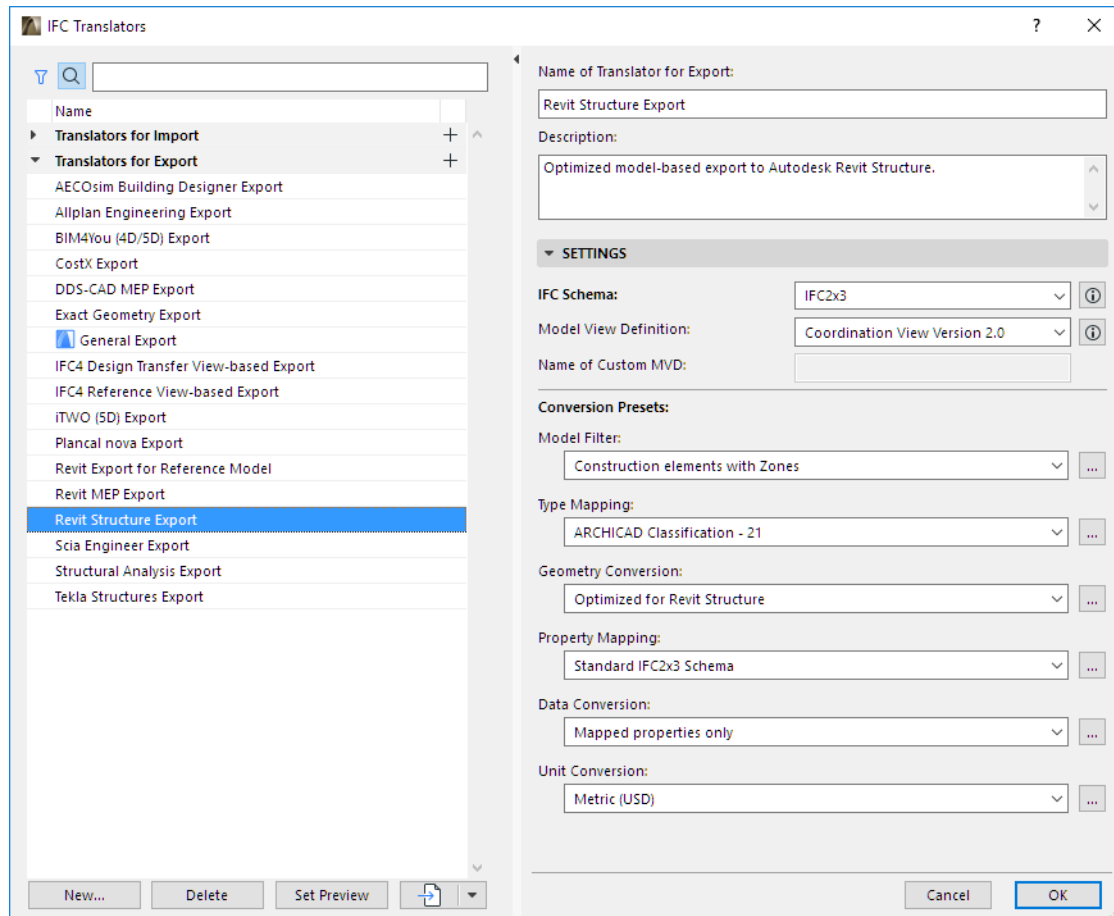 IFC Translators
?
Name
Translators for Import
Translators for Export
AECOsim Building Designer Export
Allplan Engineering Export
BIM4You (4D/5D) Export
CostX Export
DDS-CAD MEP Export
Exact Geometry Export
General Export
IFC4 Design Transfer View-based Export
IFC4 Reference View-based Export
iTWO (5D) Export
Plancal nova Export
Revit Export for Reference Model
Revit MEP Export
Revit Structure Export
Scia Engineer Export
Structural Analysis Export
Tekla Structures Export
New...
Delete
Set Preview
Name of Translator for Export:
Revit Structure Export
Description:
Optimized model-based export to Autodesk Revit Structure.
SETTINGS
IFC Schema: IFC2x3
Model View Definition: Coordination View Version 2.0
Name of Custom MVD:
Conversion Presets:
Model Filter:
Construction elements with Zones ...
Type Mapping:
ARCHICAD Classification - 21 ...
Geometry Conversion:
Optimized for Revit Structure ...
Property Mapping:
Standard IFC2x3 Schema ...
Data Conversion:
Mapped properties only ...
Unit Conversion:
Metric (USD) ...
Cancel
OK